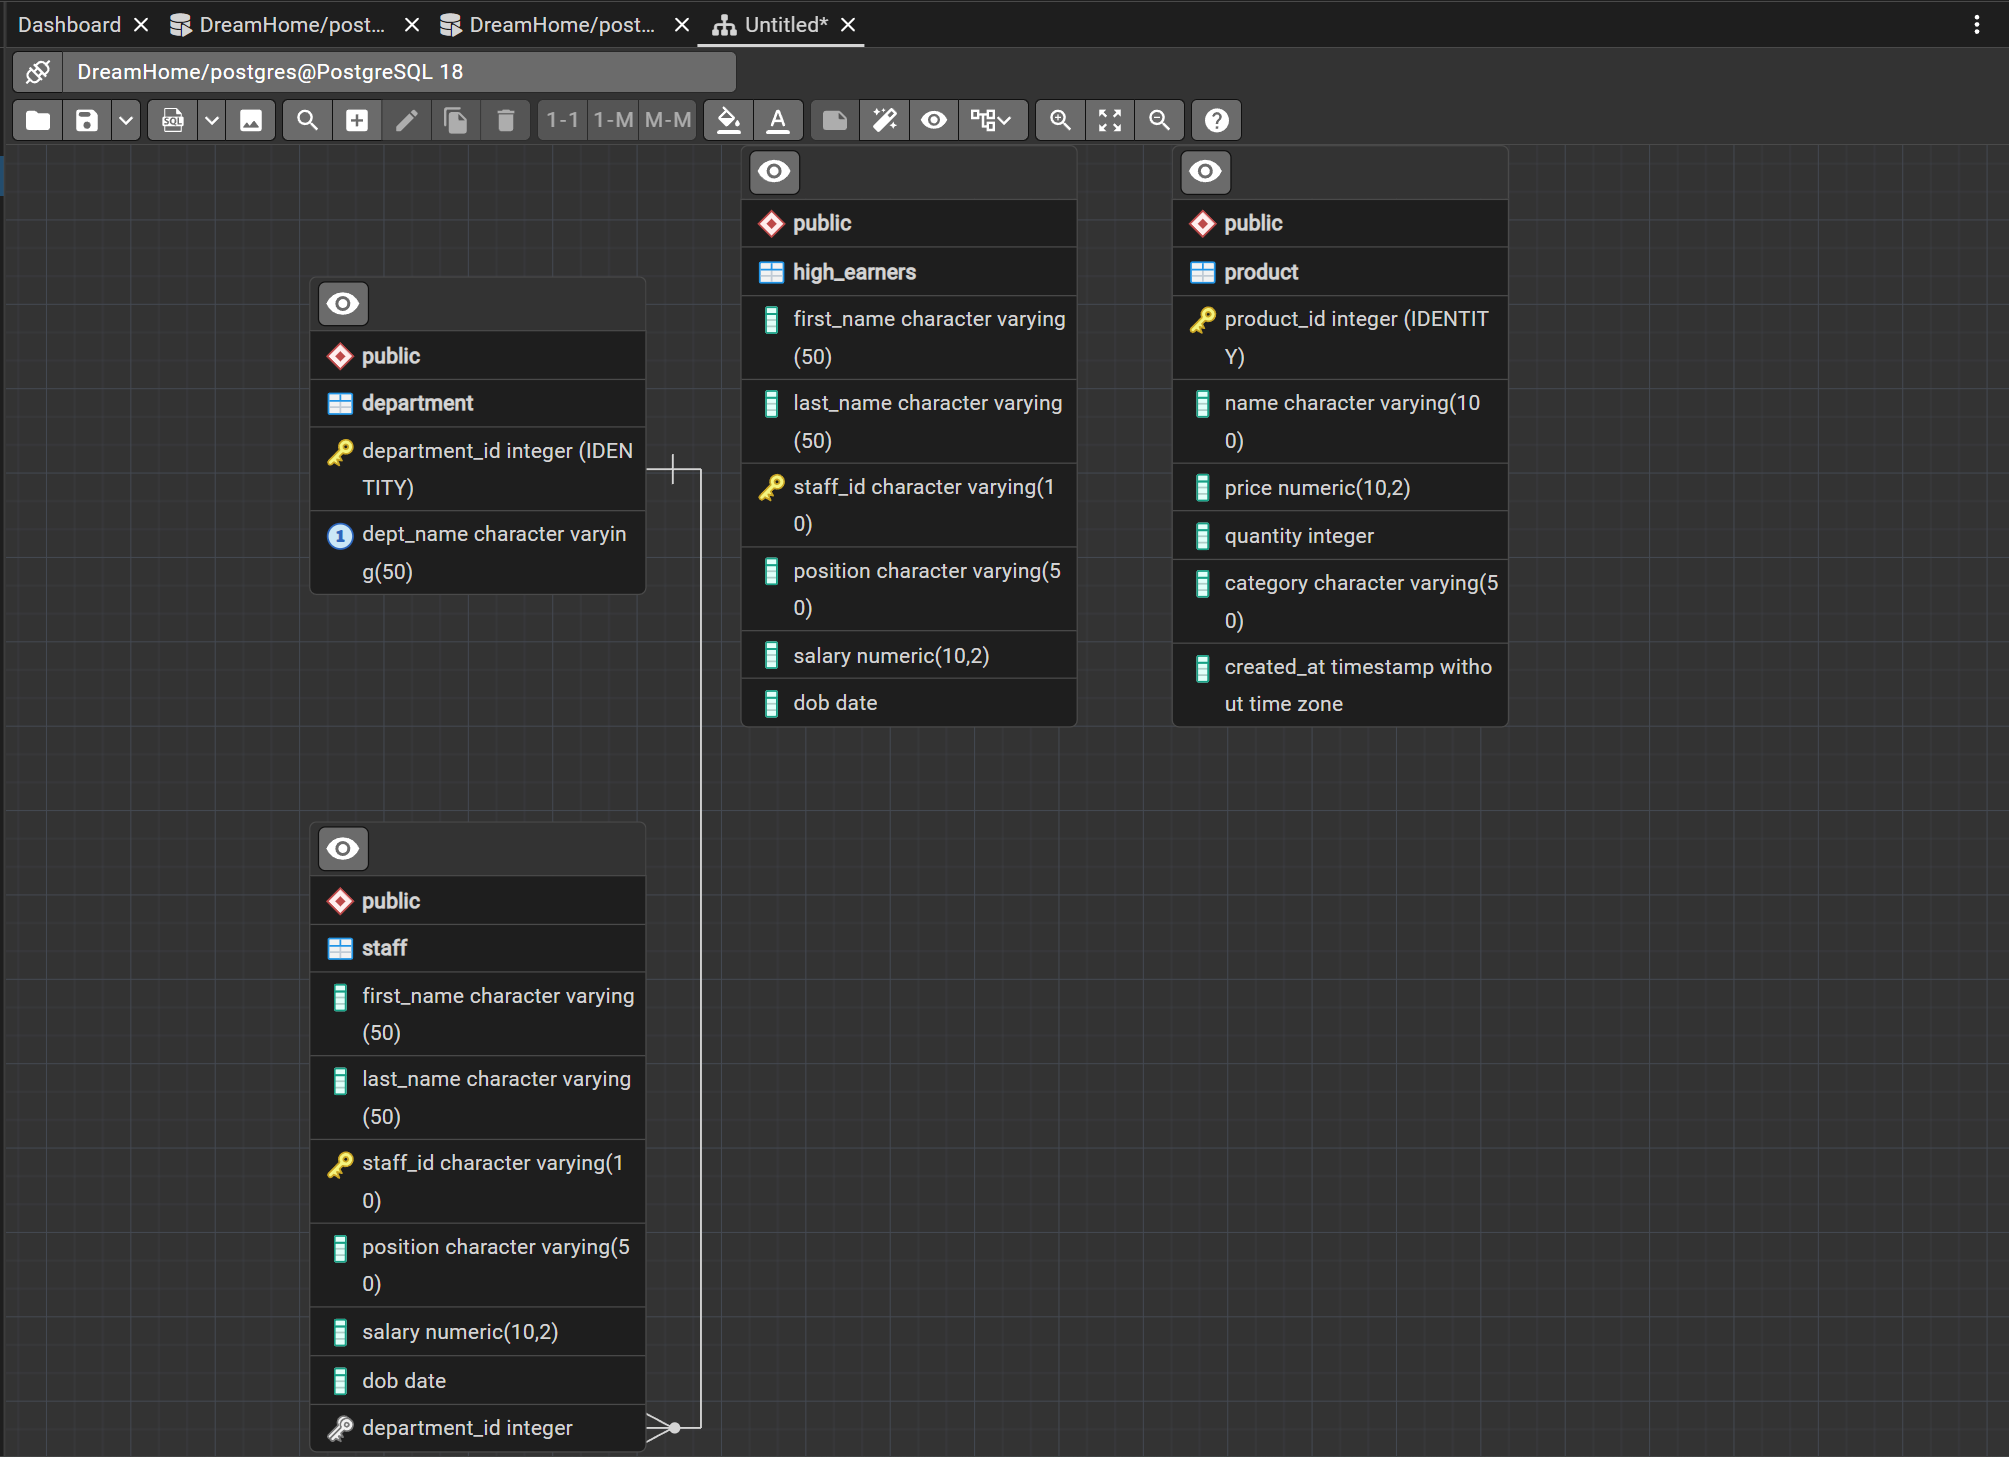 Dashboard
DreamHome/post...
DreamHome/post...
Untitled*
DreamHome/postgres@PostgreSQL 18
SQL
1-1
1-M
M-M
A
?
public
department
department_id integer (IDEN
TITY)
1
dept_name character varyin
g(50)
public
high_earners
first_name character varying
(50)
last_name character varying
(50)
staff_id character varying(1
0)
position character varying(5
0)
salary numeric(10,2)
dob date
public
product
product_id integer (IDENTIT
Y)
name character varying(10
0)
price numeric(10,2)
quantity integer
category character varying(5
0)
created_at timestamp witho
ut time zone
public
staff
first_name character varying
(50)
last_name character varying
(50)
staff_id character varying(1
0)
position character varying(5
0)
salary numeric(10,2)
dob date
department_id integer